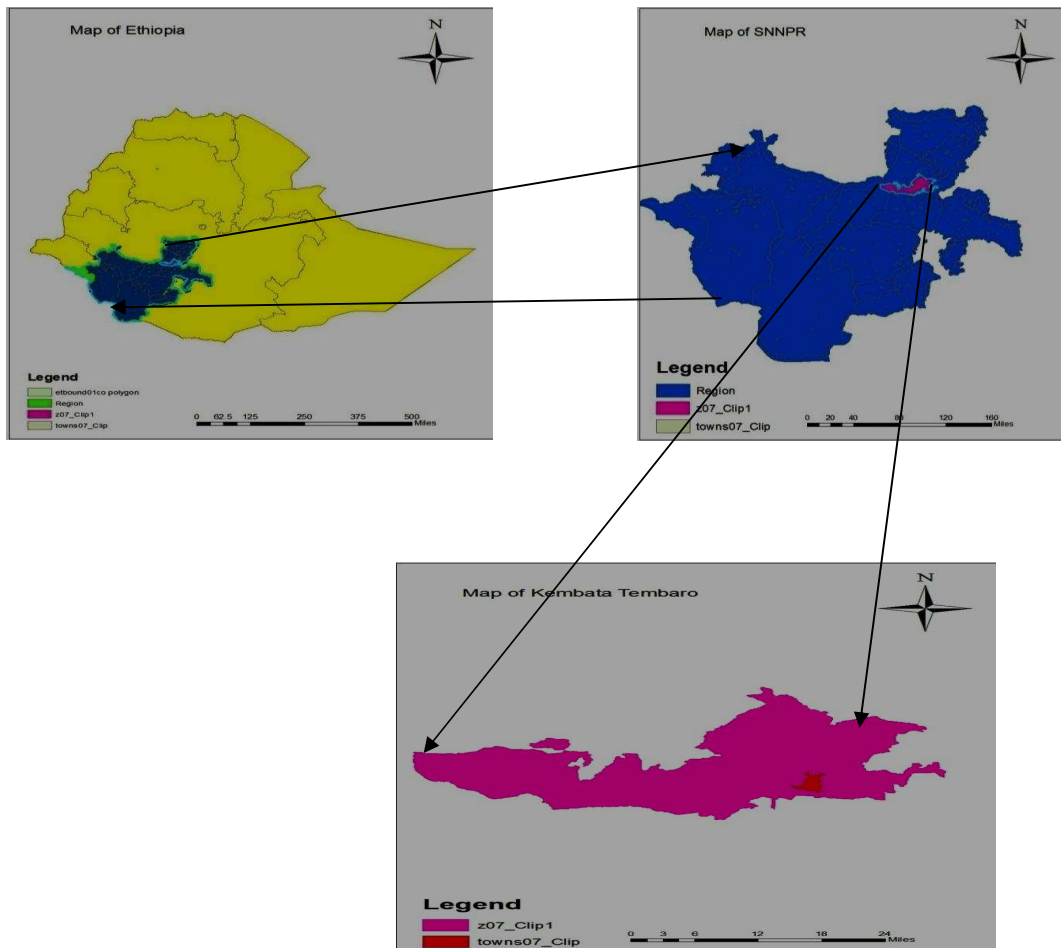 Map of Ethiopia
N
Legend
etbound01co polygon
Region
z07_Clip1
towns07_Clip
0 62.5 125 250 375 500
Miles
Map of SNNPR
N
Legend
Region
z07_Clip1
towns07_Clip
0 20 40 80 120 160
Miles
Map of Kembata Tembaro
N
Legend
z07_Clip1
towns07_Clip
0 3 6 12 18 24
Miles